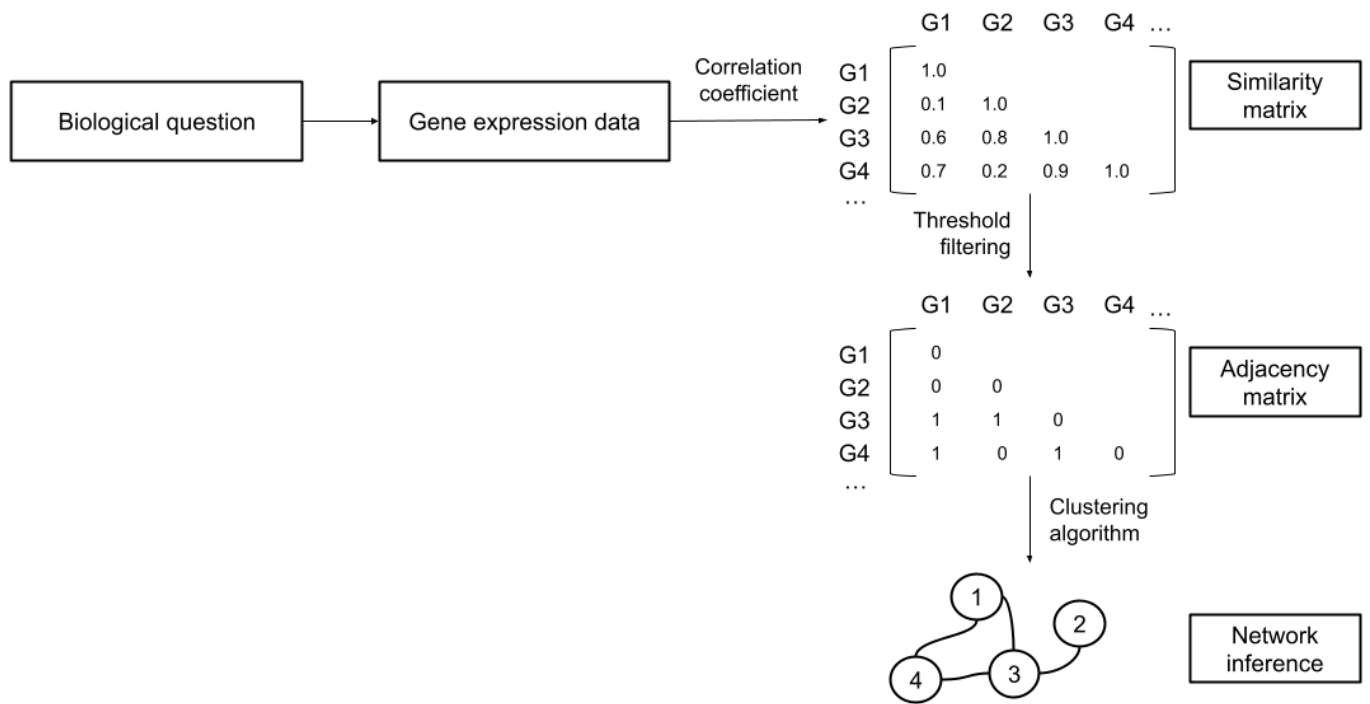 G1 G2 G3 G4 ...
Correlation
coefficient
Biological question
Gene expression data
G1 1.0
G2 0.1 1.0
G3 0.6 0.8 1.0
G4 0.7 0.2 0.9 1.0
...
Similarity
matrix
Threshold
filtering
G1 G2 G3 G4 ...
G1 0
G2 0 0
G3 1 1 0
G4 1 0 1 0
...
Adjacency
matrix
Clustering
algorithm
1
2
3
4
Network
inference